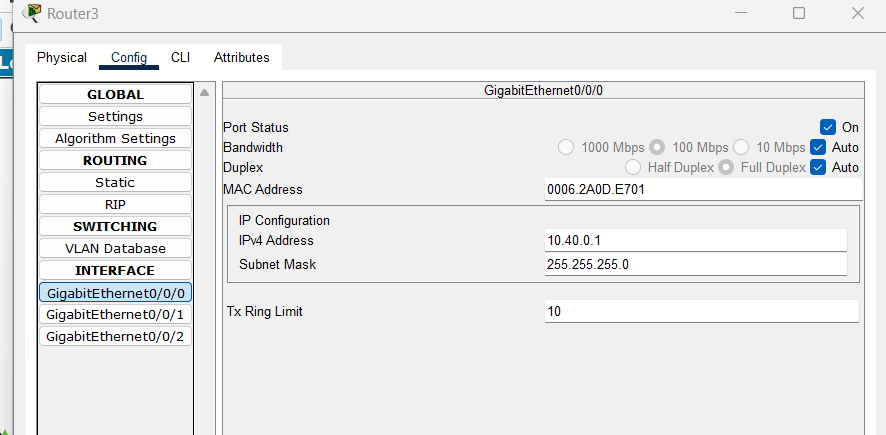 Router3
Physical Config CLI Attributes
GLOBAL
Settings
Algorithm Settings
ROUTING
Static
RIP
SWITCHING
VLAN Database
INTERFACE
GigabitEthernet0/0/0
GigabitEthernet0/0/1
GigabitEthernet0/0/2
GigabitEthernet0/0/0
Port Status On
Bandwidth 1000 Mbps 100 Mbps 10 Mbps Auto
Duplex Half Duplex Full Duplex Auto
MAC Address 0006.2A0D.E701
IP Configuration
IPv4 Address 10.40.0.1
Subnet Mask 255.255.255.0
Tx Ring Limit 10